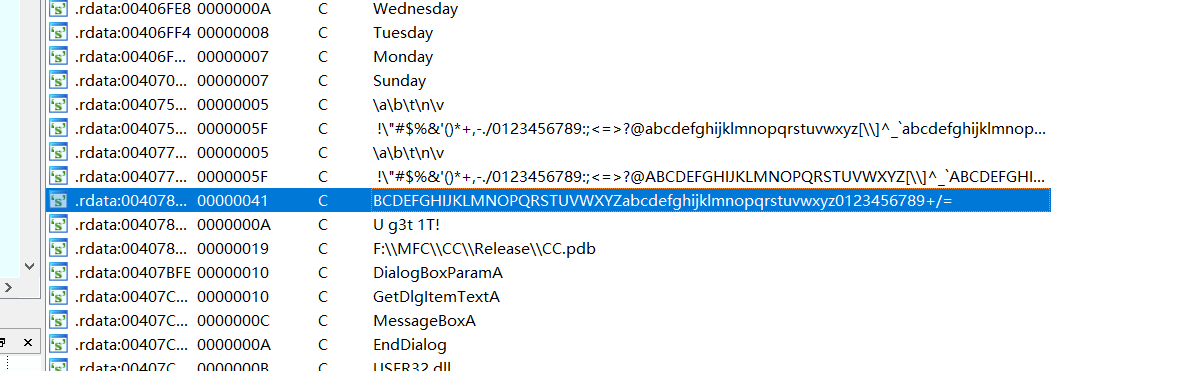 .rdata:00406FE8 0000000A C Wednesday
.rdata:00406FF4 00000008 C Tuesday
.rdata:00406F... 00000007 C Monday
.rdata:004070... 00000007 C Sunday
.rdata:004075... 00000005 C \a\b\t\n\v
.rdata:004075... 0000005F C !\"#$%&'()*+,-./0123456789:;<=>?@abcdefghijklmnopqrstuvwxyz[\\]^_`abcdefghijklmnop...
.rdata:004077... 00000005 C \a\b\t\n\v
.rdata:004077... 0000005F C !\"#$%&'()*+,-./0123456789:;<=>?@ABCDEFGHIJKLMNOPQRSTUVWXYZ[\\]^_`ABCDEFGHI...
.rdata:004078... 00000041 C BCDEFGHIJKLMNOPQRSTUVWXYZabcdefghijklmnopqrstuvwxyz0123456789+/=
.rdata:004078... 0000000A C U g3t 1T!
.rdata:004078... 00000019 C F:\\MFC\\CC\\Release\\CC.pdb
.rdata:00407BFE 00000010 C DialogBoxParamA
.rdata:00407C... 00000010 C GetDlgItemTextA
.rdata:00407C... 0000000C C MessageBoxA
.rdata:00407C... 0000000A C EndDialog
.rdata:00407C... 0000000B C USER32.dll